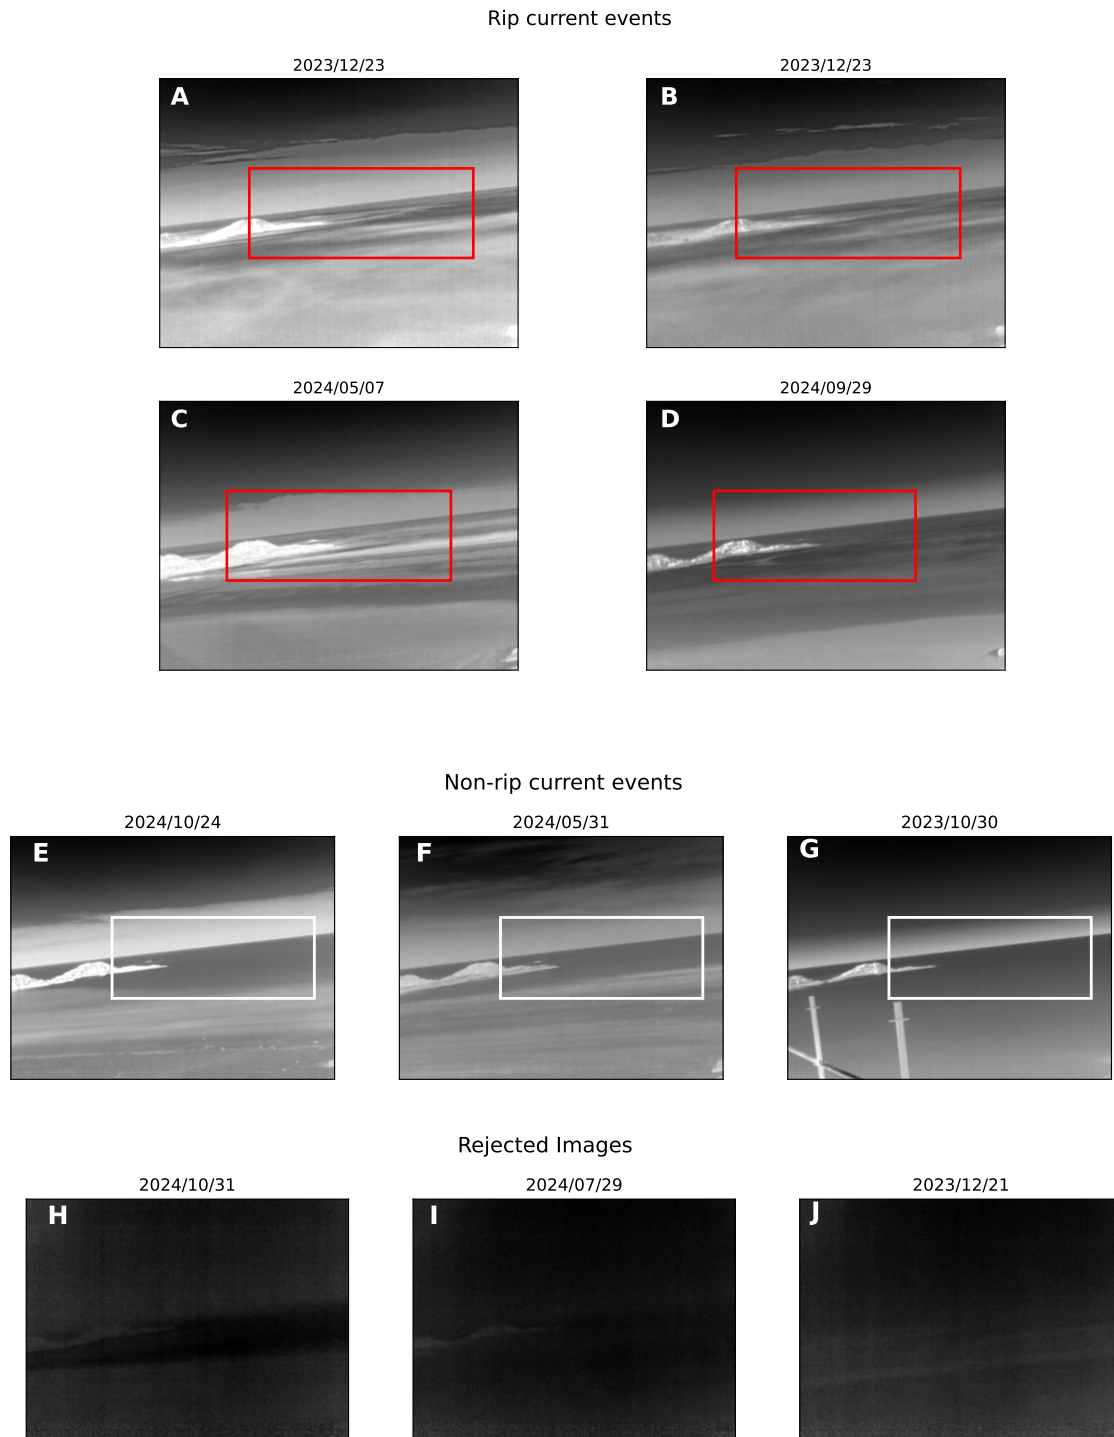 Rip current events
2023/12/23
2023/12/23
A
B
2024/05/07
2024/09/29
C
D
Non-rip current events
2024/10/24
2024/05/31
2023/10/30
E
F
G
Rejected Images
2024/10/31
2024/07/29
2023/12/21
H
I
J